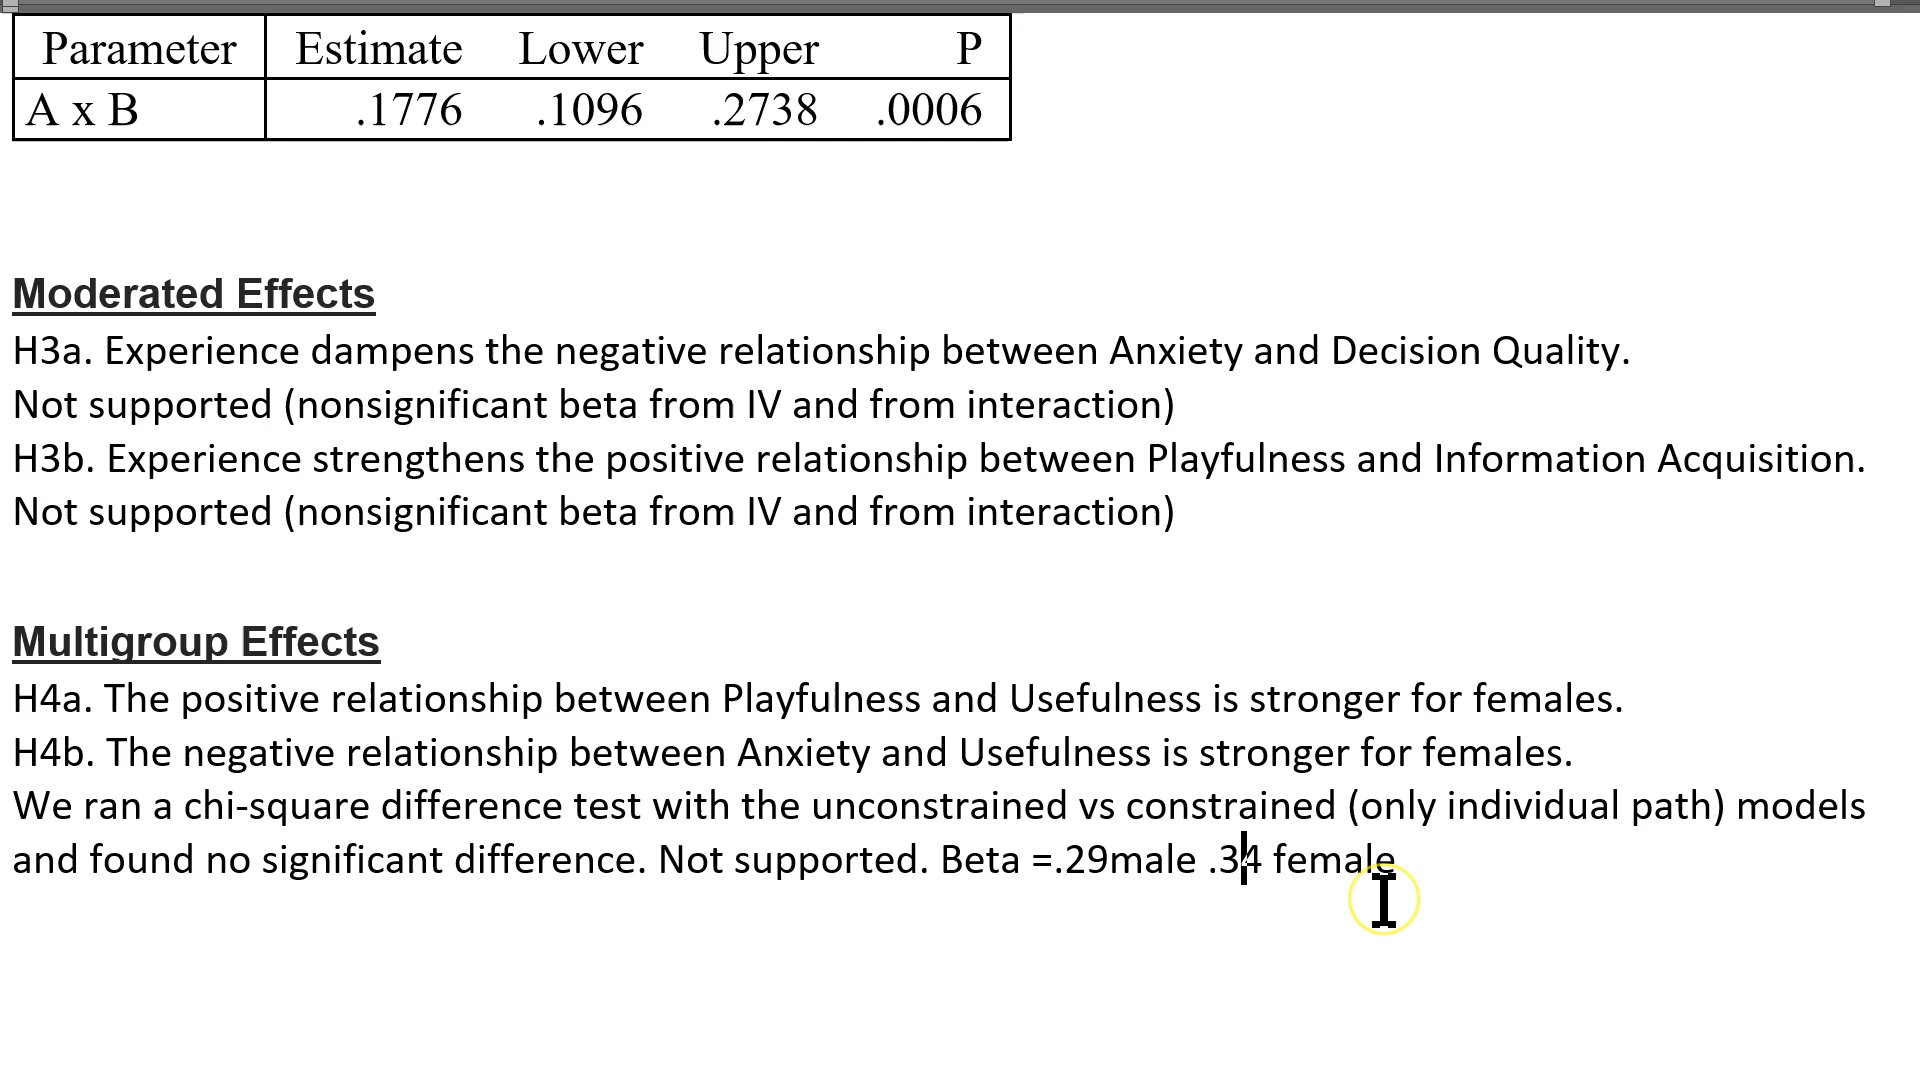 Parameter Estimate Lower Upper P
A x B .1776 .1096 .2738 .0006
Moderated Effects
H3a. Experience dampens the negative relationship between Anxiety and Decision Quality.
Not supported (nonsignificant beta from IV and from interaction)
H3b. Experience strengthens the positive relationship between Playfulness and Information Acquisition.
Not supported (nonsignificant beta from IV and from interaction)
Multigroup Effects
H4a. The positive relationship between Playfulness and Usefulness is stronger for females.
H4b. The negative relationship between Anxiety and Usefulness is stronger for females.
We ran a chi-square difference test with the unconstrained vs constrained (only individual path) models
and found no significant difference. Not supported. Beta =.29male .34 female